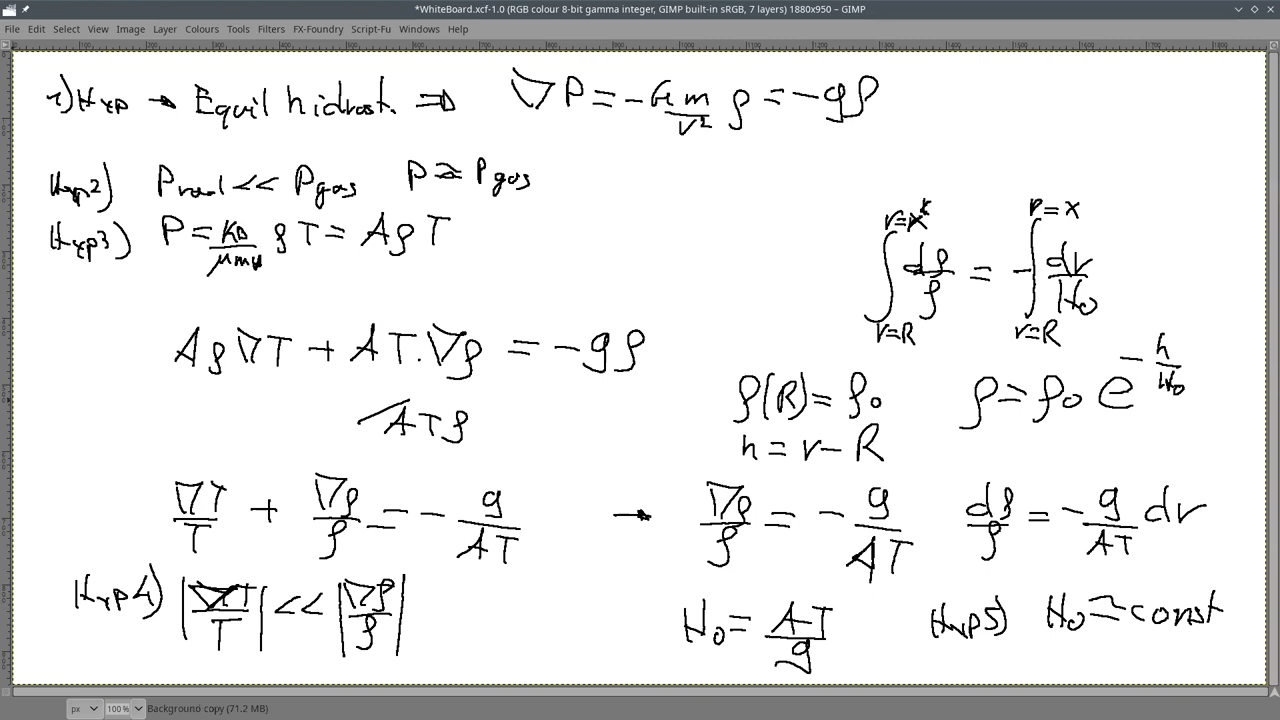 *WhiteBoard.xcf-1.0 (RGB colour 8-bit gamma integer, GIMP built-in sRGB, 7 layers) 1880x950 – GIMP
File Edit Select View Image Layer Colours Tools Filters FX-Foundry Script-Fu Windows Help
1) Hyp → Equil hidrost. ⇒ ∇P = -Gm/r² ρ = -gρ
Hyp2) Prad << Pgas P ≈ Pgas
Hyp3) P = KB/μmH ρT = AρT
∫_{r=R}^{r=x} dρ/ρ = -∫_{r=R}^{r=x} dr/H₀
Aρ∇T + AT·∇ρ = -gρ
ATρ
ρ(R) = ρ₀ ρ = ρ₀ e^{-h/H₀}
h = r - R
∇T/T + ∇ρ/ρ = -g/AT → ∇ρ/ρ = -g/AT dρ/ρ = -g/AT dr
Hyp4) |∇T/T| << |∇ρ/ρ|
H₀ = AT/g Hyp5) H₀ ≃ const
px 100% Background copy (71.2 MB)